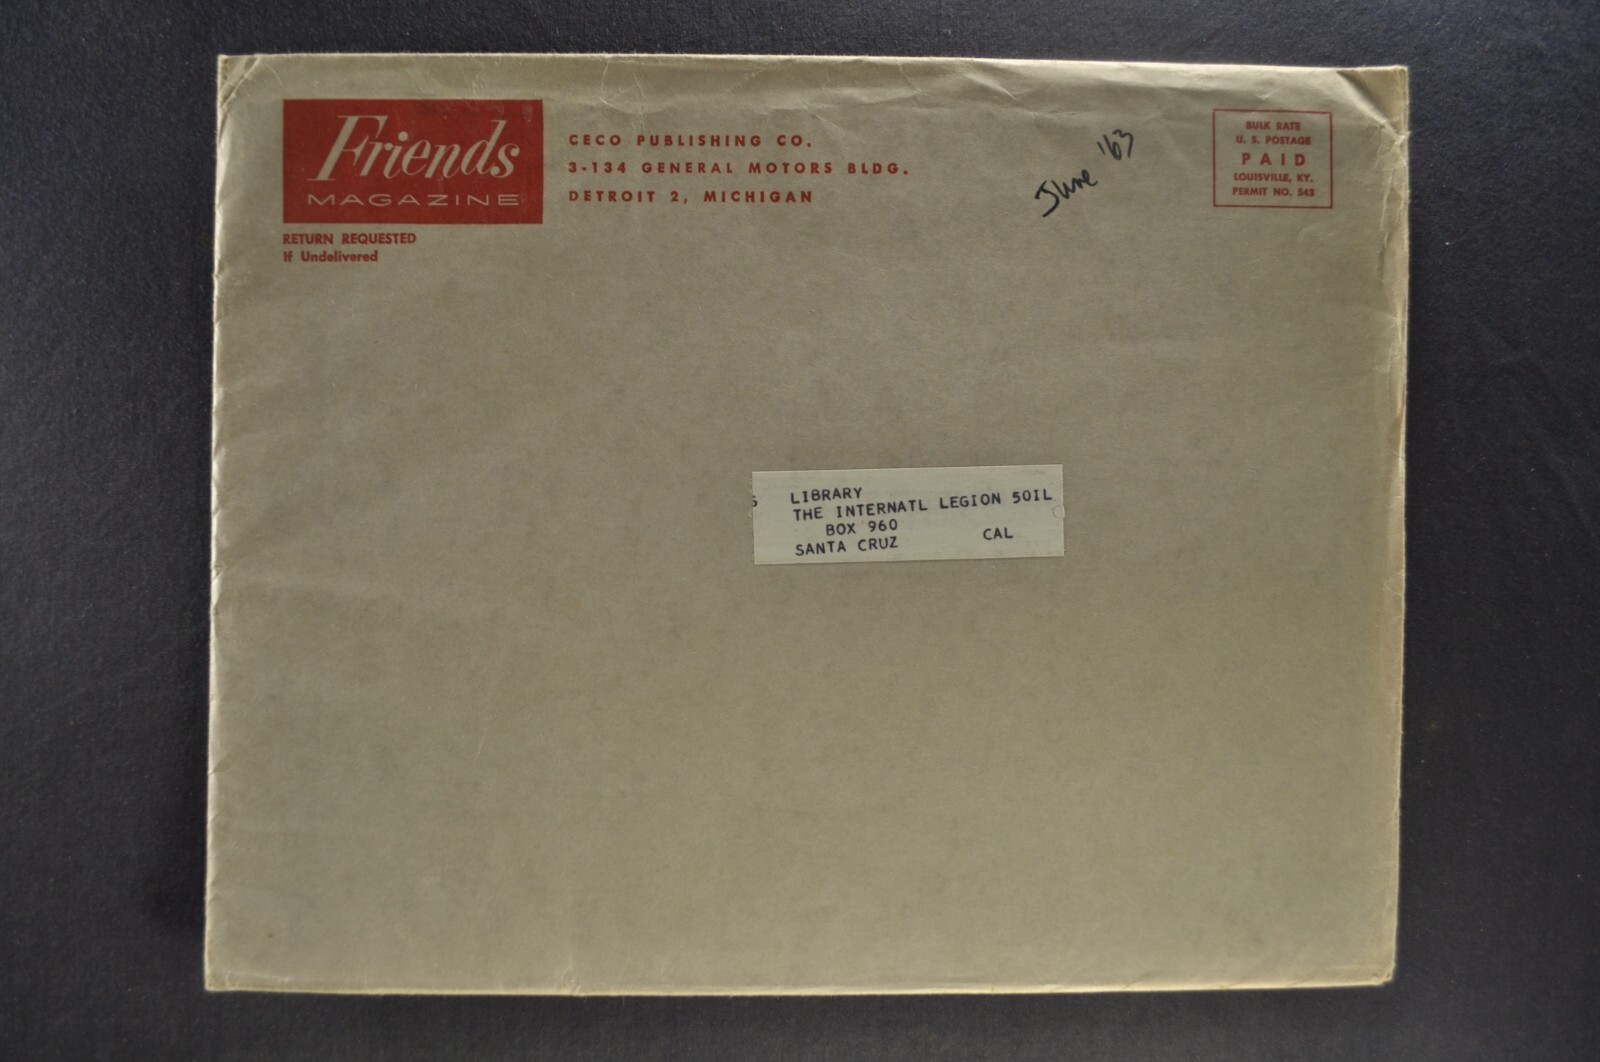 Friends
MAGAZINE
CECO PUBLISHING CO.
3-134 GENERAL MOTORS BLDG.
DETROIT 2, MICHIGAN
RETURN REQUESTED
If Undelivered
June '63
BULK RATE
U. S. POSTAGE
PAID
LOUISVILLE, KY.
PERMIT NO. 543
LIBRARY
THE INTERNATL LEGION 50IL
BOX 960
SANTA CRUZ CAL